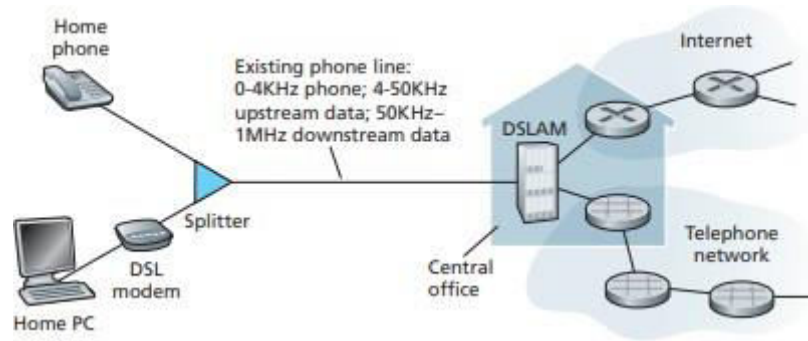 Home
phone
Existing phone line:
0-4KHz phone; 4-50KHz
upstream data; 50KHz–
1MHz downstream data
Internet
DSLAM
Splitter
DSL
modem
Home PC
Central
office
Telephone
network